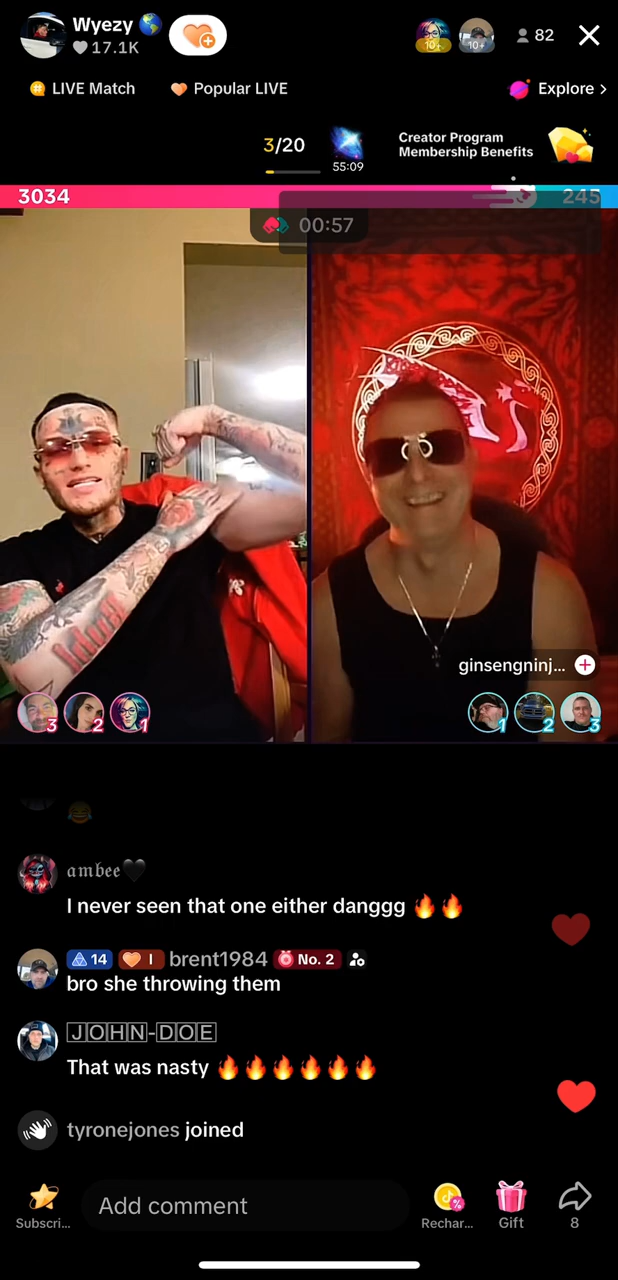 Wyezy 🌎
17.1K
10+
10+
82
LIVE Match
Popular LIVE
Explore >
3/20
55:09
Creator Program
Membership Benefits
3034
245
00:57
ginsengninj...
3
2
1
1
2
3
😂
𝔞𝔪𝔟𝔢𝔢🖤
I never seen that one either danggg 🔥🔥
14 I brent1984 No. 2
bro she throwing them
🄹🄾🄷🄽-🄳🄾🄴
That was nasty 🔥🔥🔥🔥🔥🔥
tyronejones joined
Subscri...
Add comment
Rechar...
Gift
8